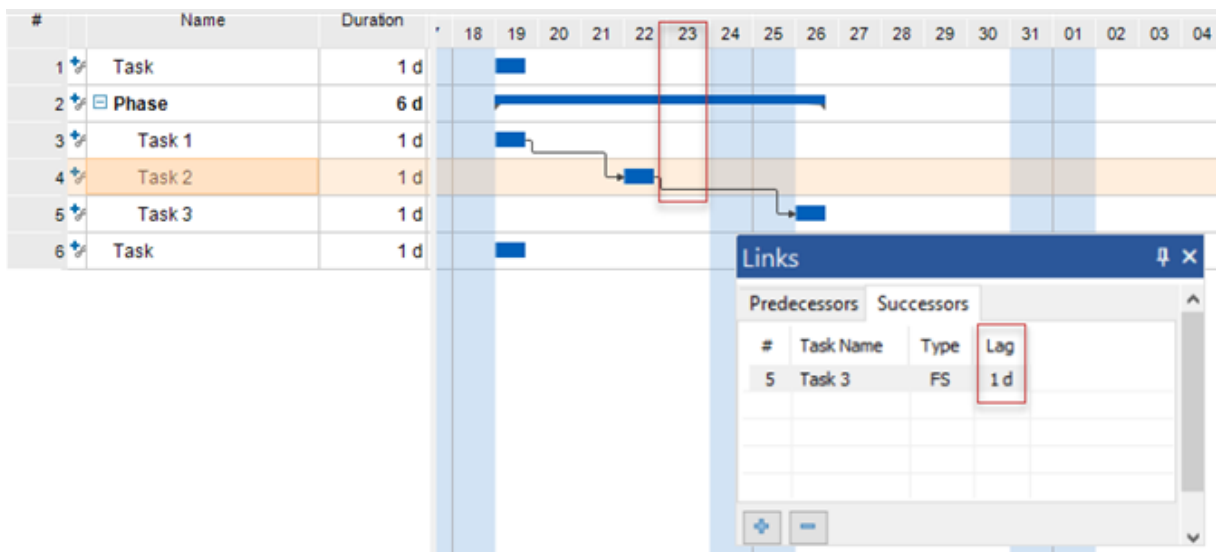 # Name Duration 18 19 20 21 22 23 24 25 26 27 28 29 30 31 01 02 03 04
1 Task 1 d
2 Phase 6 d
3 Task 1 1 d
4 Task 2 1 d
5 Task 3 1 d
6 Task 1 d
Links
Predecessors Successors
# Task Name Type Lag
5 Task 3 FS 1 d